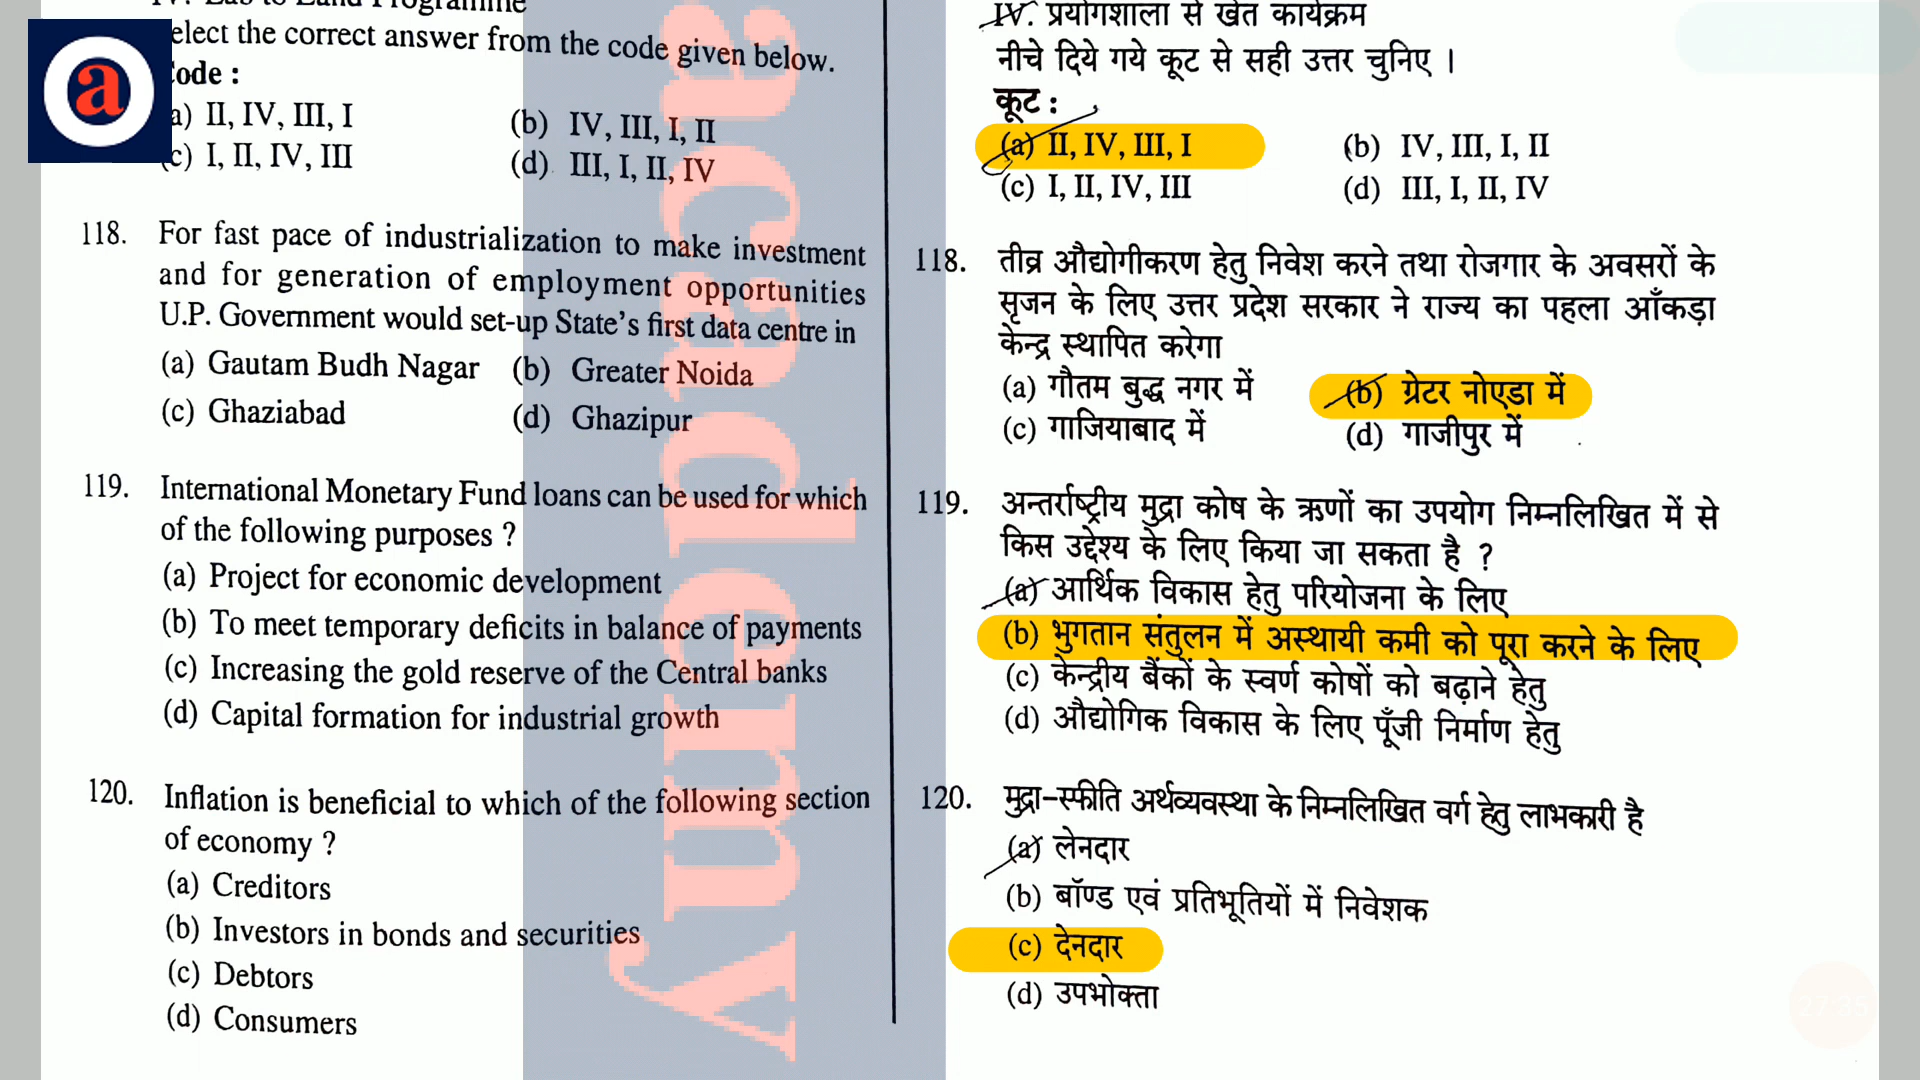 IV. Lab to Land Programme
elect the correct answer from the code given below.
Code :
a) II, IV, III, I
(b) IV, III, I, II
c) I, II, IV, III
(d) III, I, II, IV
118. For fast pace of industrialization to make investment
and for generation of employment opportunities
U.P. Government would set-up State's first data centre in
(a) Gautam Budh Nagar (b) Greater Noida
(c) Ghaziabad (d) Ghazipur
119. International Monetary Fund loans can be used for which
of the following purposes ?
(a) Project for economic development
(b) To meet temporary deficits in balance of payments
(c) Increasing the gold reserve of the Central banks
(d) Capital formation for industrial growth
120. Inflation is beneficial to which of the following section
of economy ?
(a) Creditors
(b) Investors in bonds and securities
(c) Debtors
(d) Consumers
IV. प्रयोगशाला से खेत कार्यक्रम
नीचे दिये गये कूट से सही उत्तर चुनिए ।
कूट :
(a) II, IV, III, I (b) IV, III, I, II
(c) I, II, IV, III (d) III, I, II, IV
118. तीव्र औद्योगीकरण हेतु निवेश करने तथा रोजगार के अवसरों के
सृजन के लिए उत्तर प्रदेश सरकार ने राज्य का पहला आँकड़ा
केन्द्र स्थापित करेगा
(a) गौतम बुद्ध नगर में (b) ग्रेटर नोएडा में
(c) गाजियाबाद में (d) गाजीपुर में
119. अन्तर्राष्ट्रीय मुद्रा कोष के ऋणों का उपयोग निम्नलिखित में से
किस उद्देश्य के लिए किया जा सकता है ?
(a) आर्थिक विकास हेतु परियोजना के लिए
(b) भुगतान संतुलन में अस्थायी कमी को पूरा करने के लिए
(c) केन्द्रीय बैंकों के स्वर्ण कोषों को बढ़ाने हेतु
(d) औद्योगिक विकास के लिए पूँजी निर्माण हेतु
120. मुद्रा-स्फीति अर्थव्यवस्था के निम्नलिखित वर्ग हेतु लाभकारी है
(a) लेनदार
(b) बॉण्ड एवं प्रतिभूतियों में निवेशक
(c) देनदार
(d) उपभोक्ता
a
academy